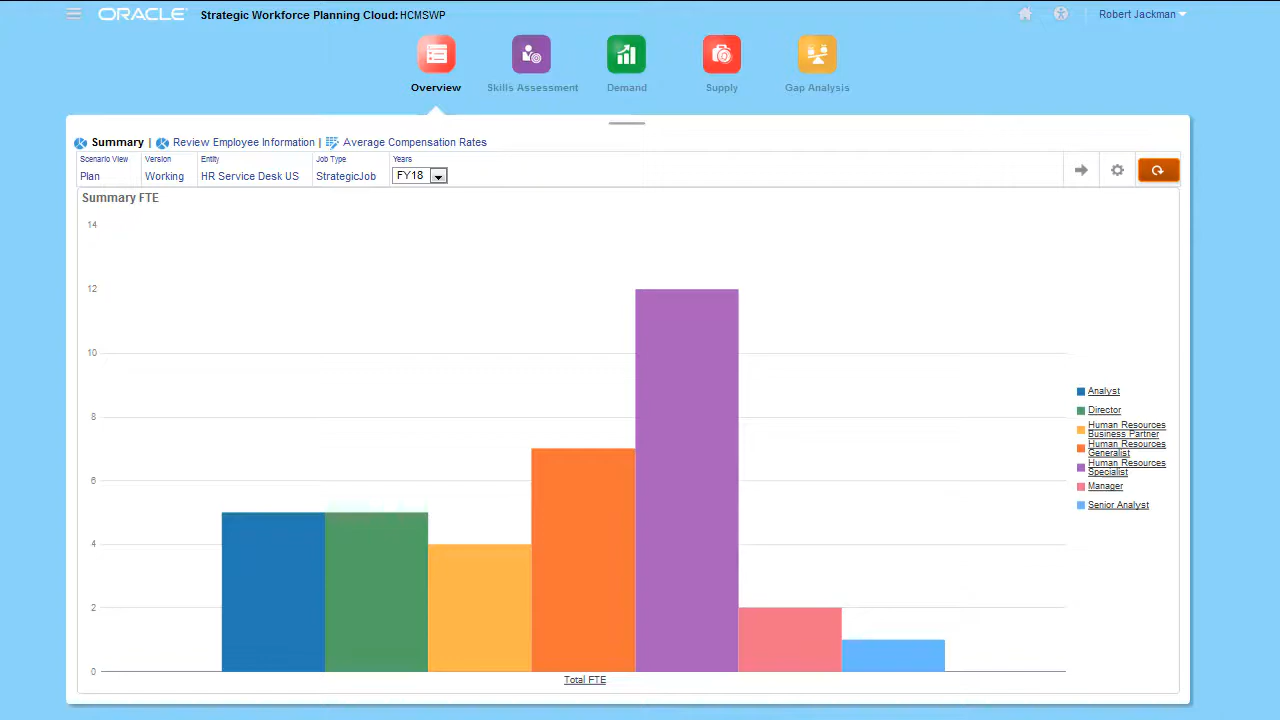 ORACLE Strategic Workforce Planning Cloud: HCMSWP
Robert Jackman
Overview
Skills Assessment
Demand
Supply
Gap Analysis
Summary | Review Employee Information | Average Compensation Rates
Scenario View
Plan
Version
Working
Entity
HR Service Desk US
Job Type
StrategicJob
Years
FY18
Summary FTE
14
12
10
8
6
4
2
0
Total FTE
Analyst
Director
Human Resources
Business Partner
Human Resources
Generalist
Human Resources
Specialist
Manager
Senior Analyst